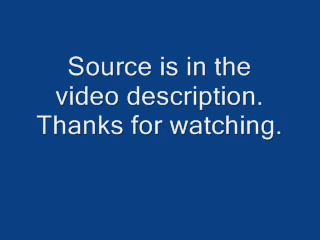 Source is in the
video description.
Thanks for watching.